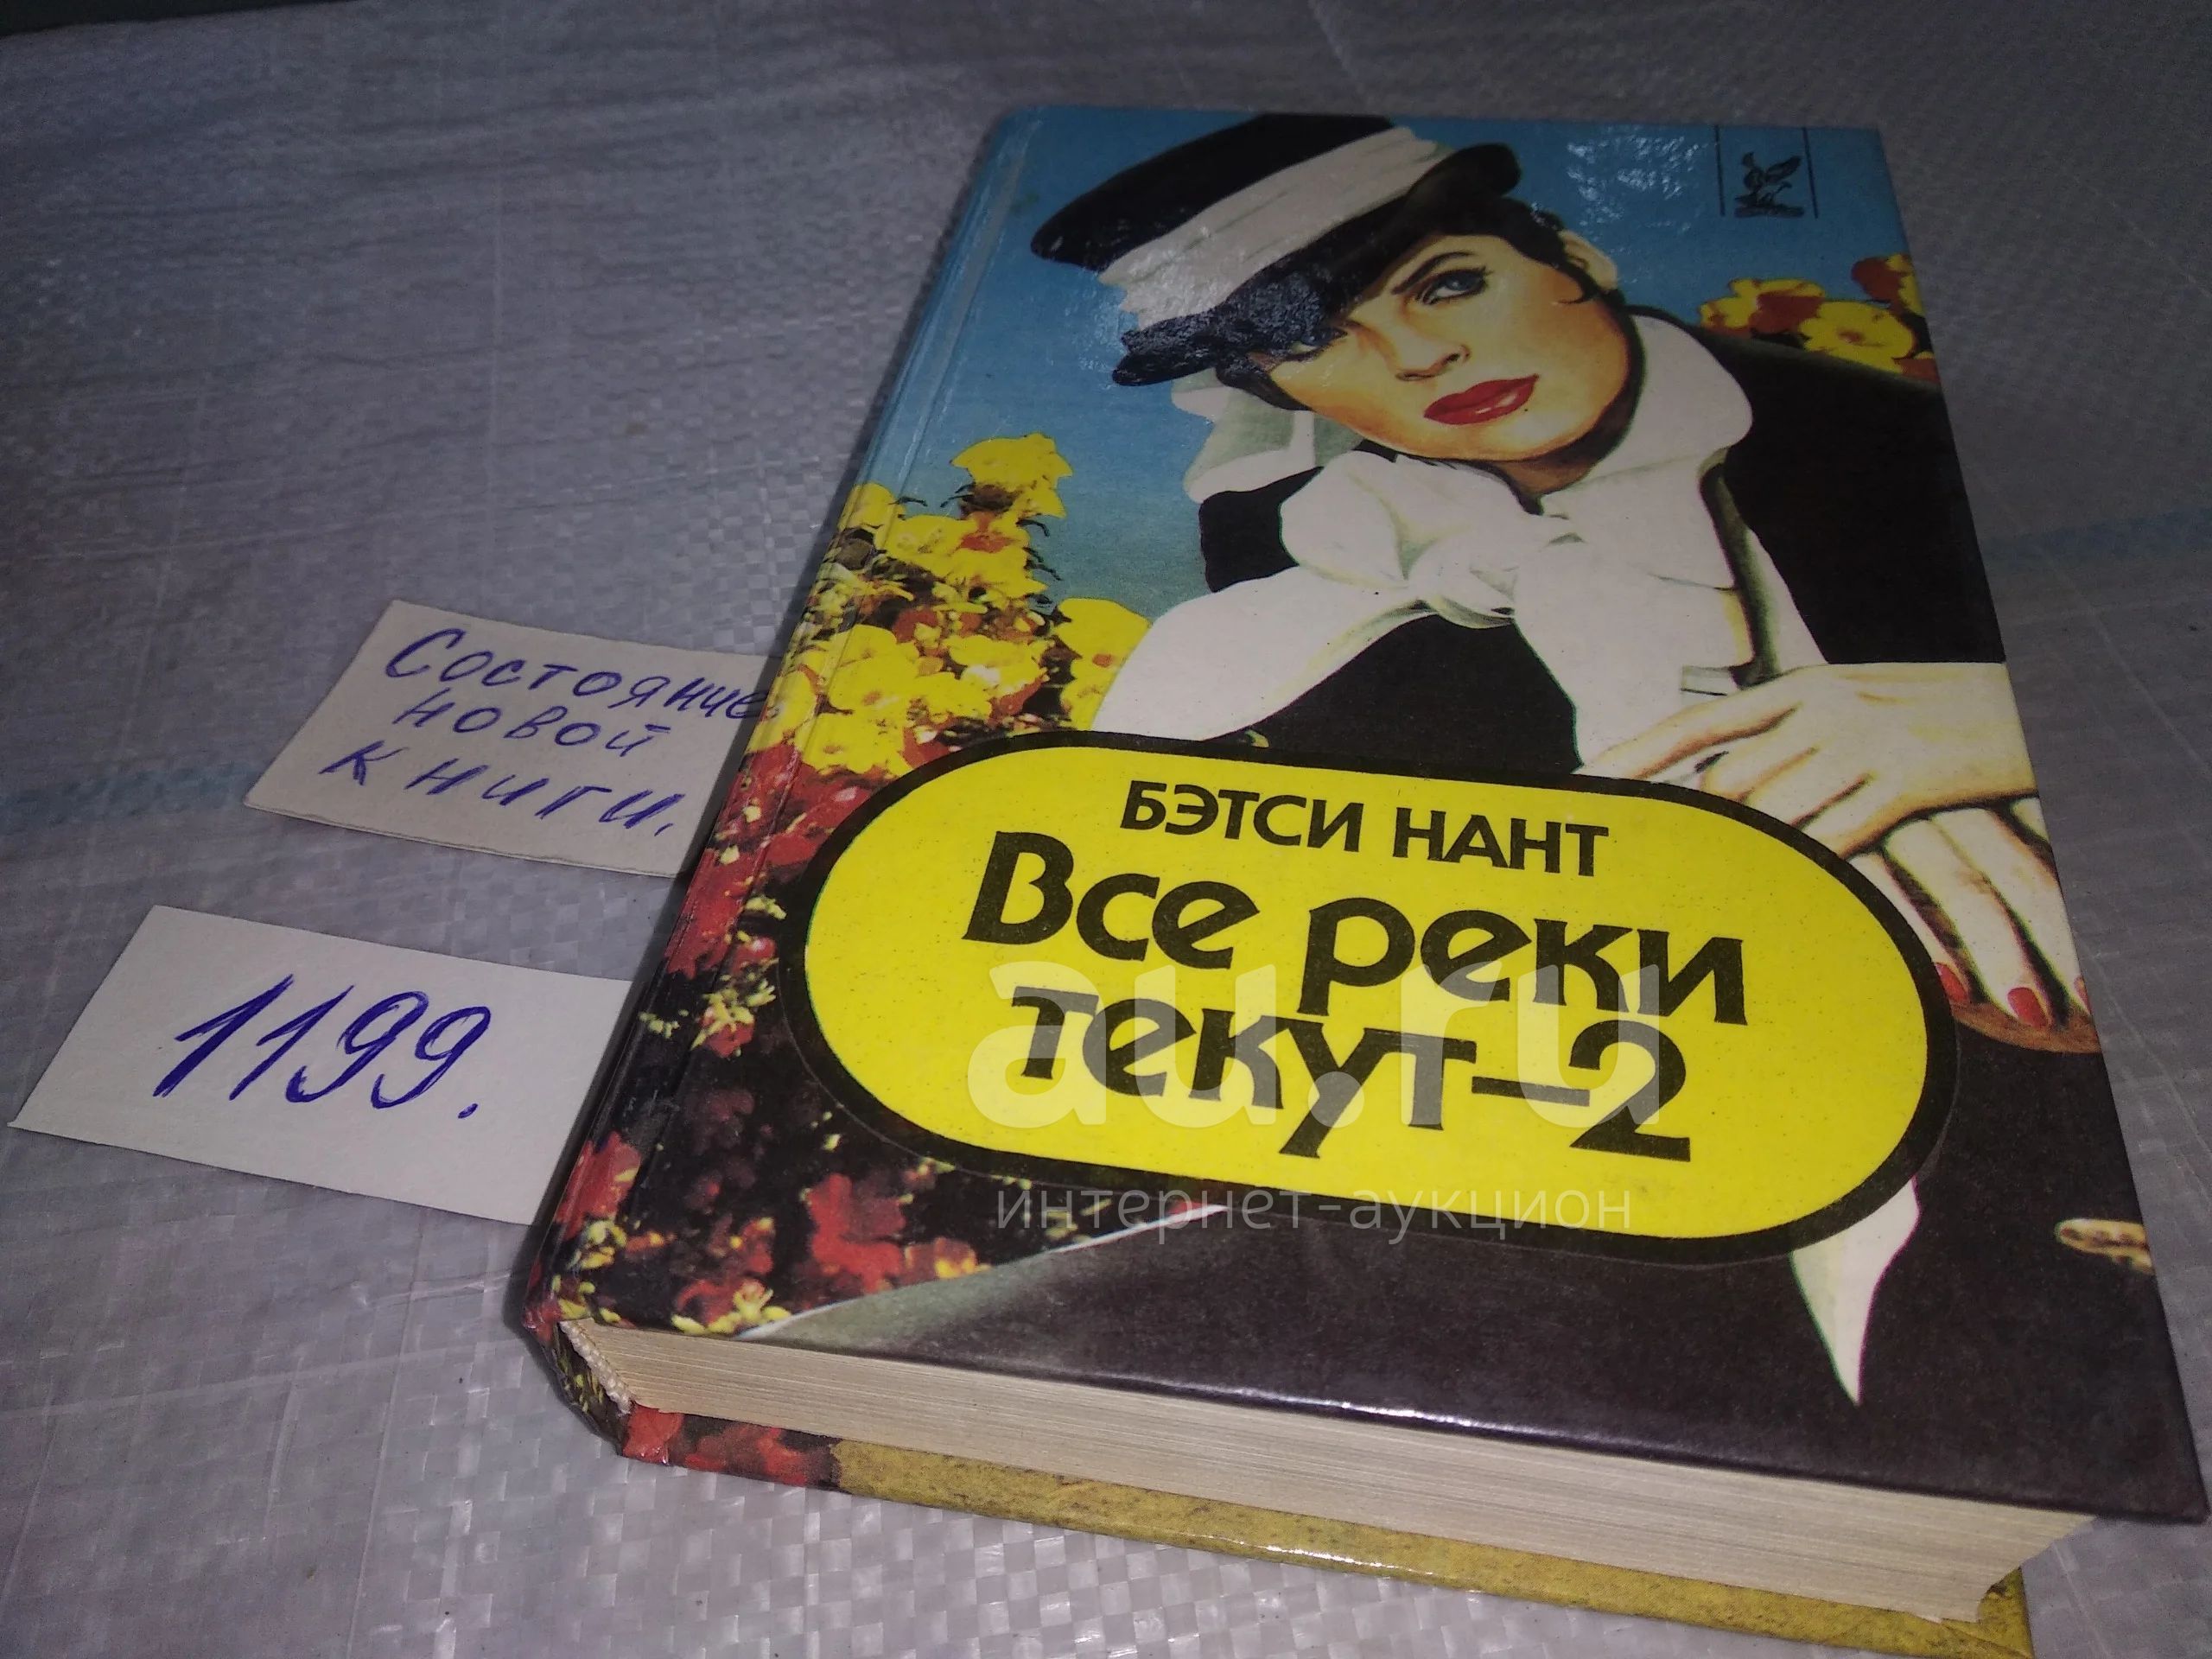 Состояние
новой
книги.
1199.
БЭТСИ НАНТ
Все реки
текут–2
au.ru
интернет-аукцион